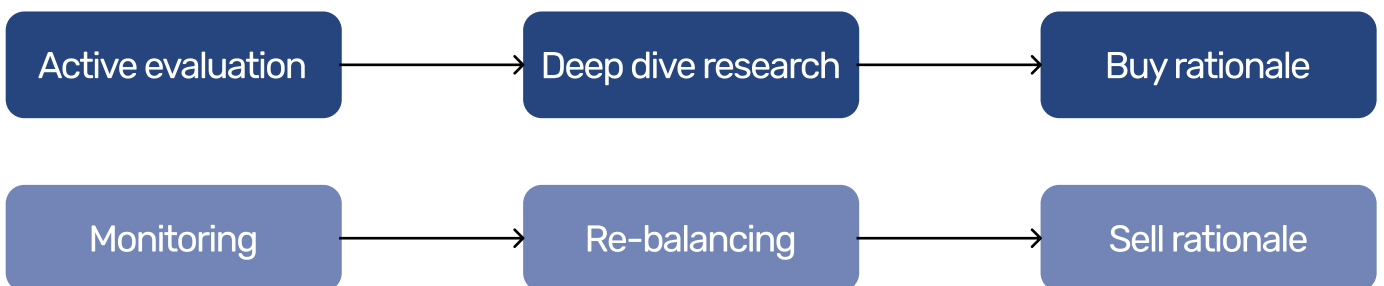 Active evaluation
Deep dive research
Buy rationale
Monitoring
Re-balancing
Sell rationale